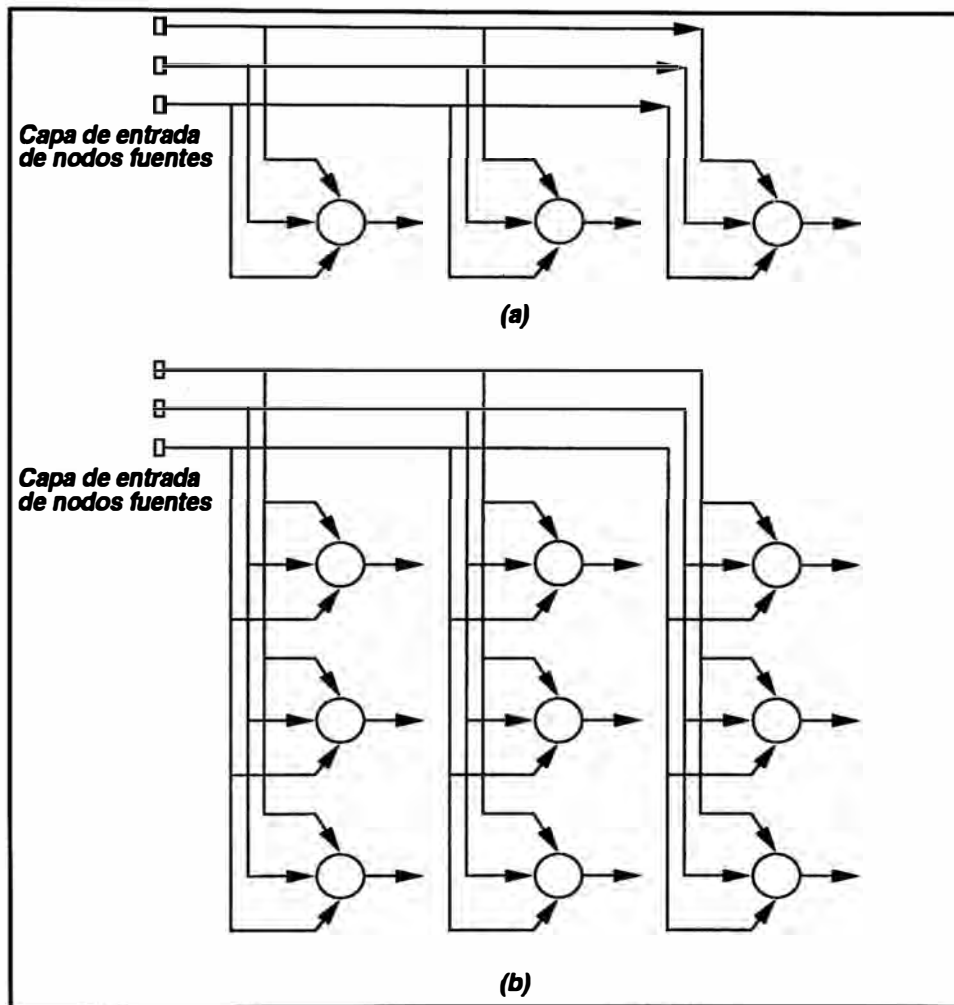 Capa de entrada
de nodos fuentes
(a)
Capa de entrada
de nodos fuentes
(b)